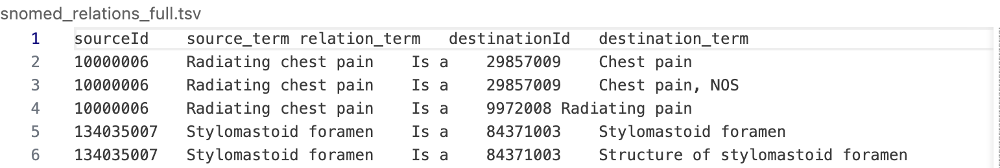 snomed_relations_full.tsv
1 sourceId source_term relation_term destinationId destination_term
2 10000006 Radiating chest pain Is a 29857009 Chest pain
3 10000006 Radiating chest pain Is a 29857009 Chest pain, NOS
4 10000006 Radiating chest pain Is a 9972008 Radiating pain
5 134035007 Stylomastoid foramen Is a 84371003 Stylomastoid foramen
6 134035007 Stylomastoid foramen Is a 84371003 Structure of stylomastoid foramen